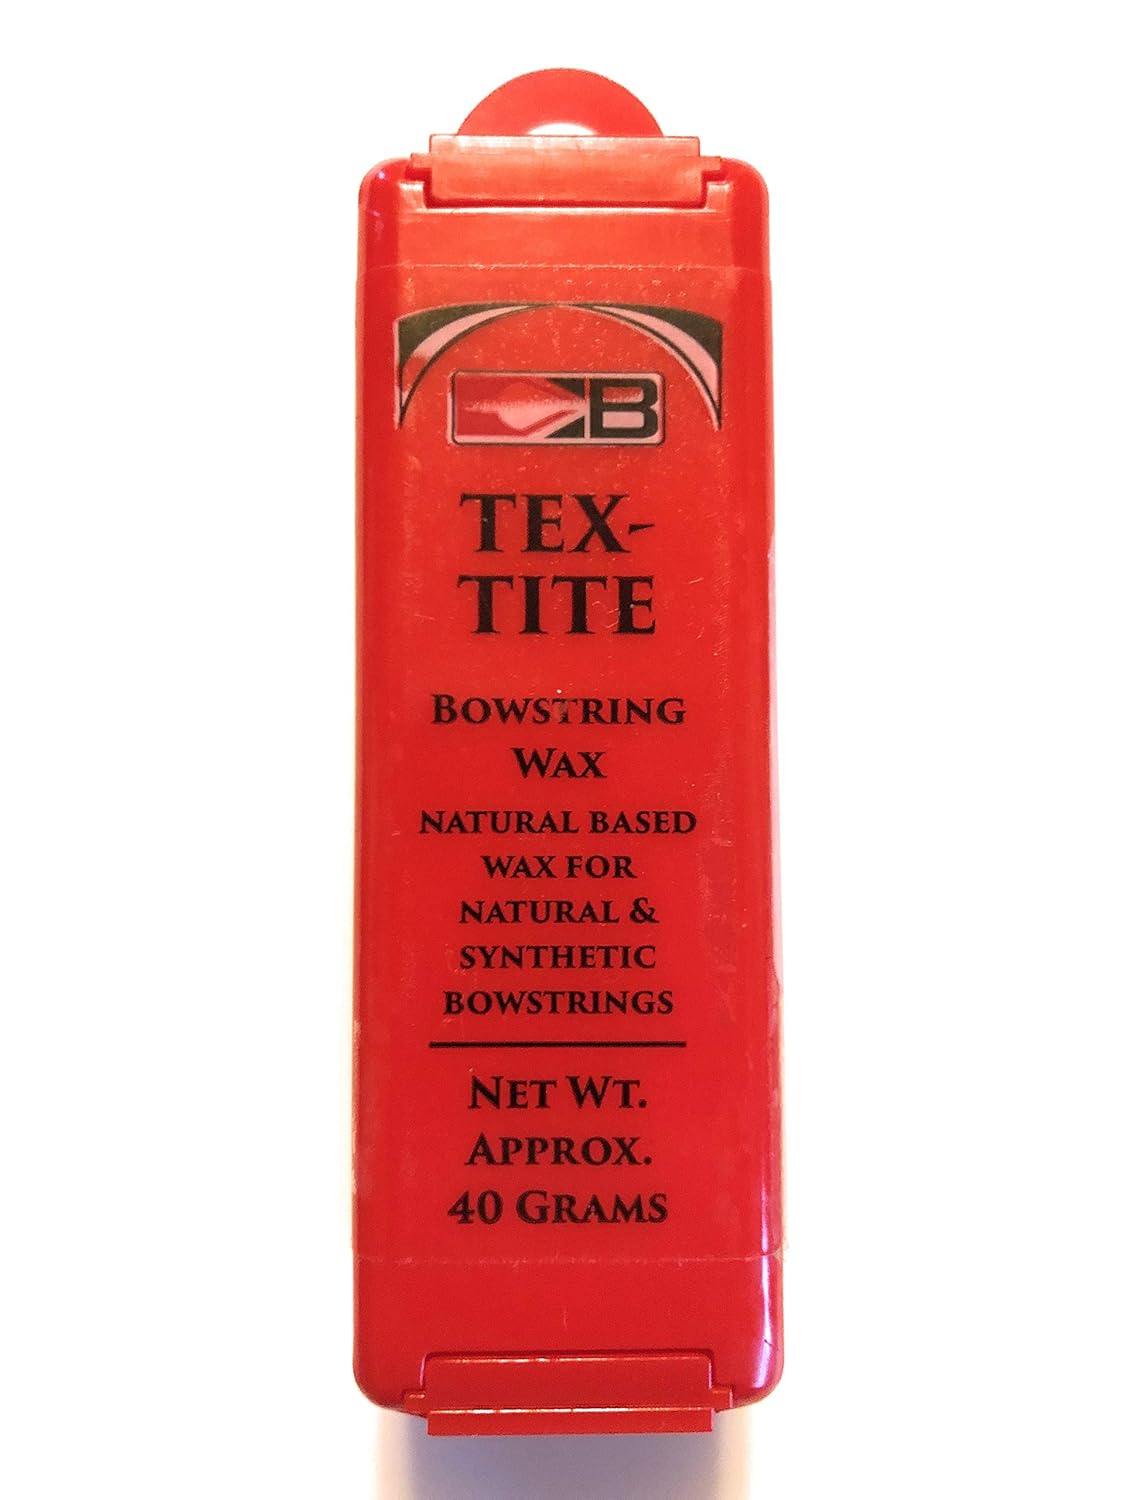 B
TEX-
TITE
BOWSTRING
WAX
NATURAL BASED
WAX FOR
NATURAL &
SYNTHETIC
BOWSTRINGS
NET WT.
APPROX.
40 GRAMS